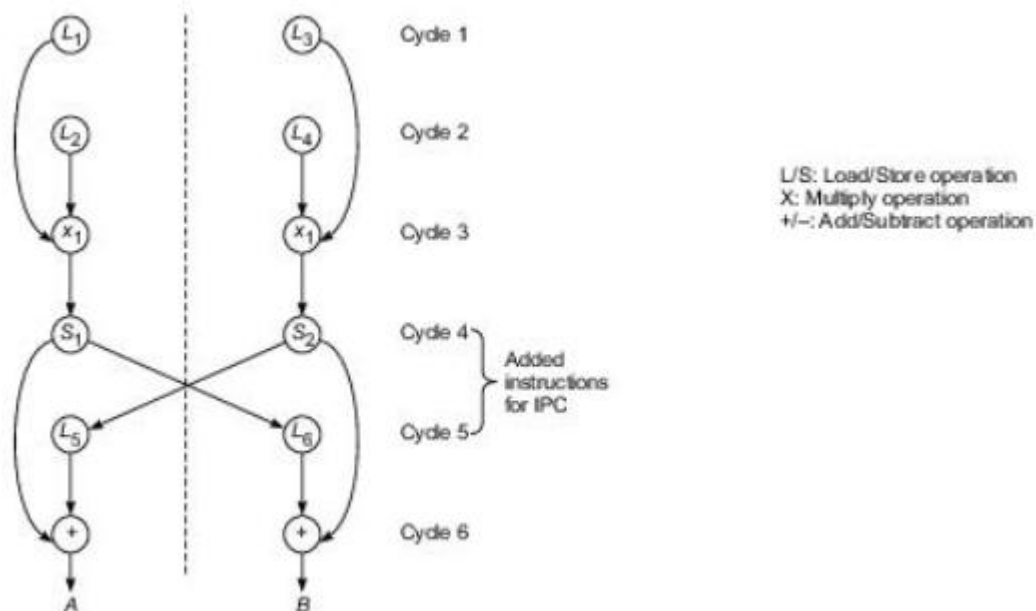 L1 L3 Cycle 1
L2 L4 Cycle 2
x1 x1 Cycle 3
S1 S2 Cycle 4
Added
instructions
for IPC
L5 L6 Cycle 5
+ + Cycle 6
A B
L/S: Load/Store operation
X: Multiply operation
+/–: Add/Subtract operation